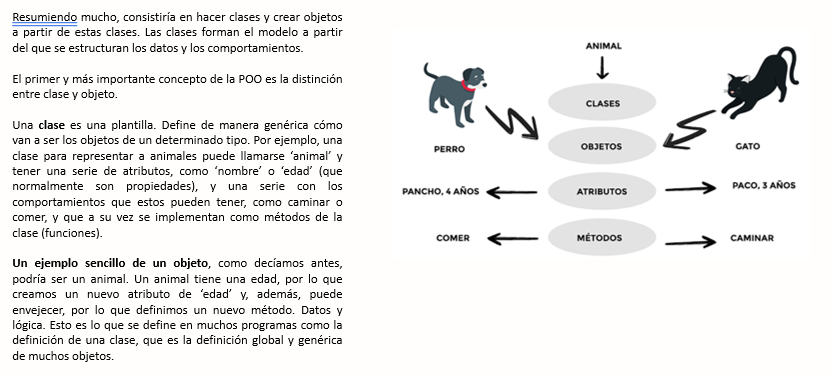 Resumiendo mucho, consistiría en hacer clases y crear objetos
a partir de estas clases. Las clases forman el modelo a partir
del que se estructuran los datos y los comportamientos.
El primer y más importante concepto de la POO es la distinción
entre clase y objeto.
Una clase es una plantilla. Define de manera genérica cómo
van a ser los objetos de un determinado tipo. Por ejemplo, una
clase para representar a animales puede llamarse ‘animal’ y
tener una serie de atributos, como ‘nombre’ o ‘edad’ (que
normalmente son propiedades), y una serie con los
comportamientos que estos pueden tener, como caminar o
comer, y que a su vez se implementan como métodos de la
clase (funciones).
Un ejemplo sencillo de un objeto, como decíamos antes,
podría ser un animal. Un animal tiene una edad, por lo que
creamos un nuevo atributo de ‘edad’ y, además, puede
envejecer, por lo que definimos un nuevo método. Datos y
lógica. Esto es lo que se define en muchos programas como la
definición de una clase, que es la definición global y genérica
de muchos objetos.
ANIMAL
CLASES
PERRO
OBJETOS
GATO
PANCHO, 4 AÑOS
ATRIBUTOS
PACO, 3 AÑOS
COMER
MÉTODOS
CAMINAR